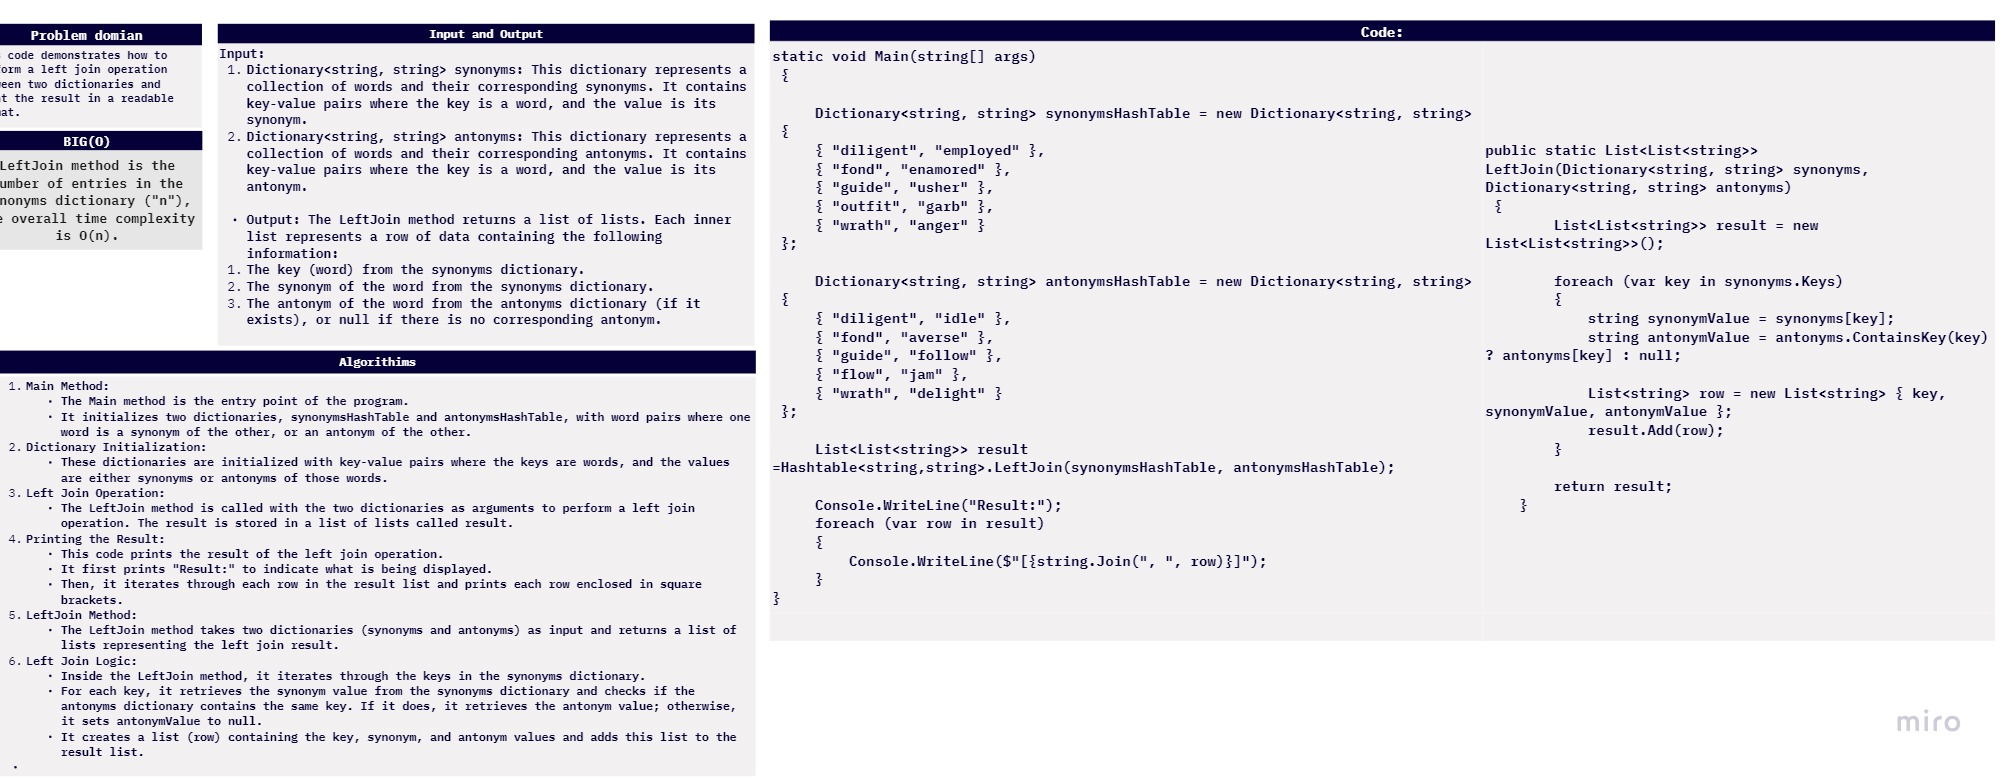 Problem domian
code demonstrates how to
orm a left join operation
een two dictionaries and
t the result in a readable
at.
BIG(O)
LeftJoin method is the
umber of entries in the
nonyms dictionary ("n"),
e overall time complexity
is O(n).
Input and Output
Input:
1. Dictionary<string, string> synonyms: This dictionary represents a
collection of words and their corresponding synonyms. It contains
key-value pairs where the key is a word, and the value is its
synonym.
2. Dictionary<string, string> antonyms: This dictionary represents a
collection of words and their corresponding antonyms. It contains
key-value pairs where the key is a word, and the value is its
antonym.
• Output: The LeftJoin method returns a list of lists. Each inner
list represents a row of data containing the following
information:
1. The key (word) from the synonyms dictionary.
2. The synonym of the word from the synonyms dictionary.
3. The antonym of the word from the antonyms dictionary (if it
exists), or null if there is no corresponding antonym.
Algorithims
1. Main Method:
• The Main method is the entry point of the program.
• It initializes two dictionaries, synonymsHashTable and antonymsHashTable, with word pairs where one
word is a synonym of the other, or an antonym of the other.
2. Dictionary Initialization:
• These dictionaries are initialized with key-value pairs where the keys are words, and the values
are either synonyms or antonyms of those words.
3. Left Join Operation:
• The LeftJoin method is called with the two dictionaries as arguments to perform a left join
operation. The result is stored in a list of lists called result.
4. Printing the Result:
• This code prints the result of the left join operation.
• It first prints "Result:" to indicate what is being displayed.
• Then, it iterates through each row in the result list and prints each row enclosed in square
brackets.
5. LeftJoin Method:
• The LeftJoin method takes two dictionaries (synonyms and antonyms) as input and returns a list of
lists representing the left join result.
6. Left Join Logic:
• Inside the LeftJoin method, it iterates through the keys in the synonyms dictionary.
• For each key, it retrieves the synonym value from the synonyms dictionary and checks if the
antonyms dictionary contains the same key. If it does, it retrieves the antonym value; otherwise,
it sets antonymValue to null.
• It creates a list (row) containing the key, synonym, and antonym values and adds this list to the
result list.
•
Code:
static void Main(string[] args)
{
Dictionary<string, string> synonymsHashTable = new Dictionary<string, string>
{
{ "diligent", "employed" },
{ "fond", "enamored" },
{ "guide", "usher" },
{ "outfit", "garb" },
{ "wrath", "anger" }
};
Dictionary<string, string> antonymsHashTable = new Dictionary<string, string>
{
{ "diligent", "idle" },
{ "fond", "averse" },
{ "guide", "follow" },
{ "flow", "jam" },
{ "wrath", "delight" }
};
List<List<string>> result
=Hashtable<string,string>.LeftJoin(synonymsHashTable, antonymsHashTable);
Console.WriteLine("Result:");
foreach (var row in result)
{
Console.WriteLine($"[{string.Join(", ", row)}]");
}
}
public static List<List<string>>
LeftJoin(Dictionary<string, string> synonyms,
Dictionary<string, string> antonyms)
{
List<List<string>> result = new
List<List<string>>();
foreach (var key in synonyms.Keys)
{
string synonymValue = synonyms[key];
string antonymValue = antonyms.ContainsKey(key)
? antonyms[key] : null;
List<string> row = new List<string> { key,
synonymValue, antonymValue };
result.Add(row);
}
return result;
}
miro